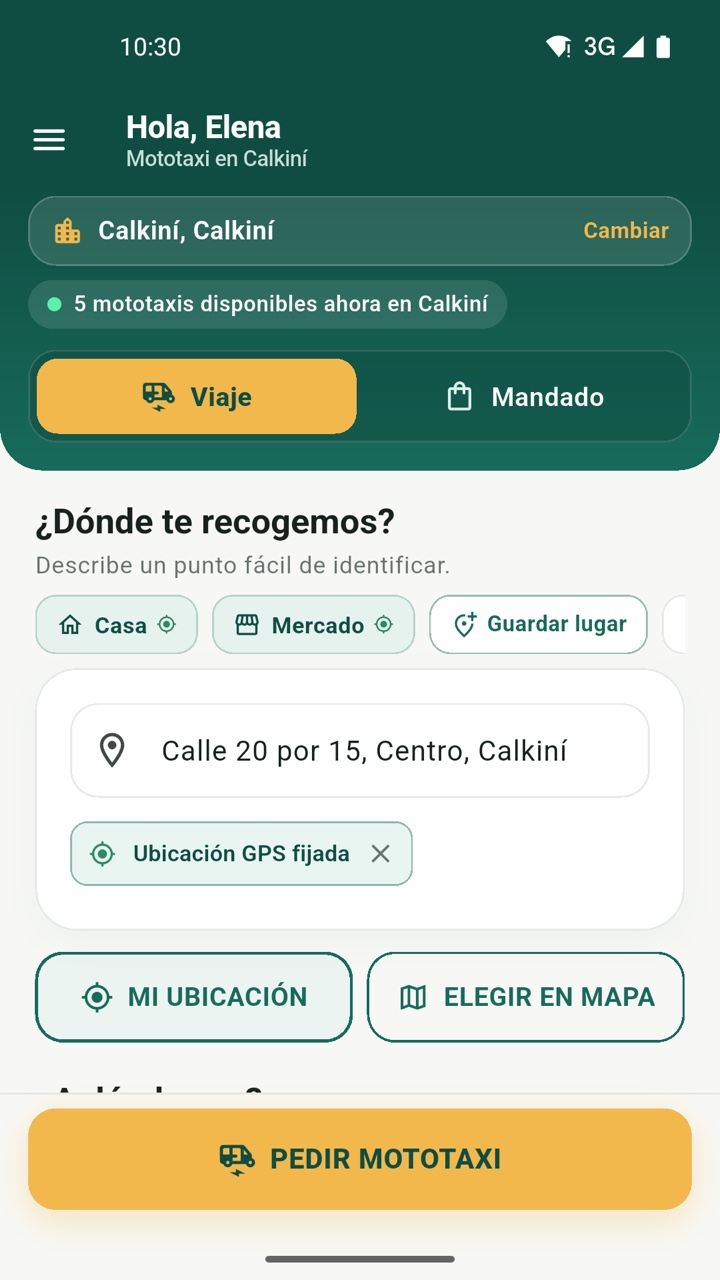 10:30
3G
Hola, Elena
Mototaxi en Calkiní
Calkiní, Calkiní
Cambiar
5 mototaxis disponibles ahora en Calkiní
Viaje
Mandado
¿Dónde te recogemos?
Describe un punto fácil de identificar.
Casa
Mercado
Guardar lugar
Calle 20 por 15, Centro, Calkiní
Ubicación GPS fijada
MI UBICACIÓN
ELEGIR EN MAPA
PEDIR MOTOTAXI